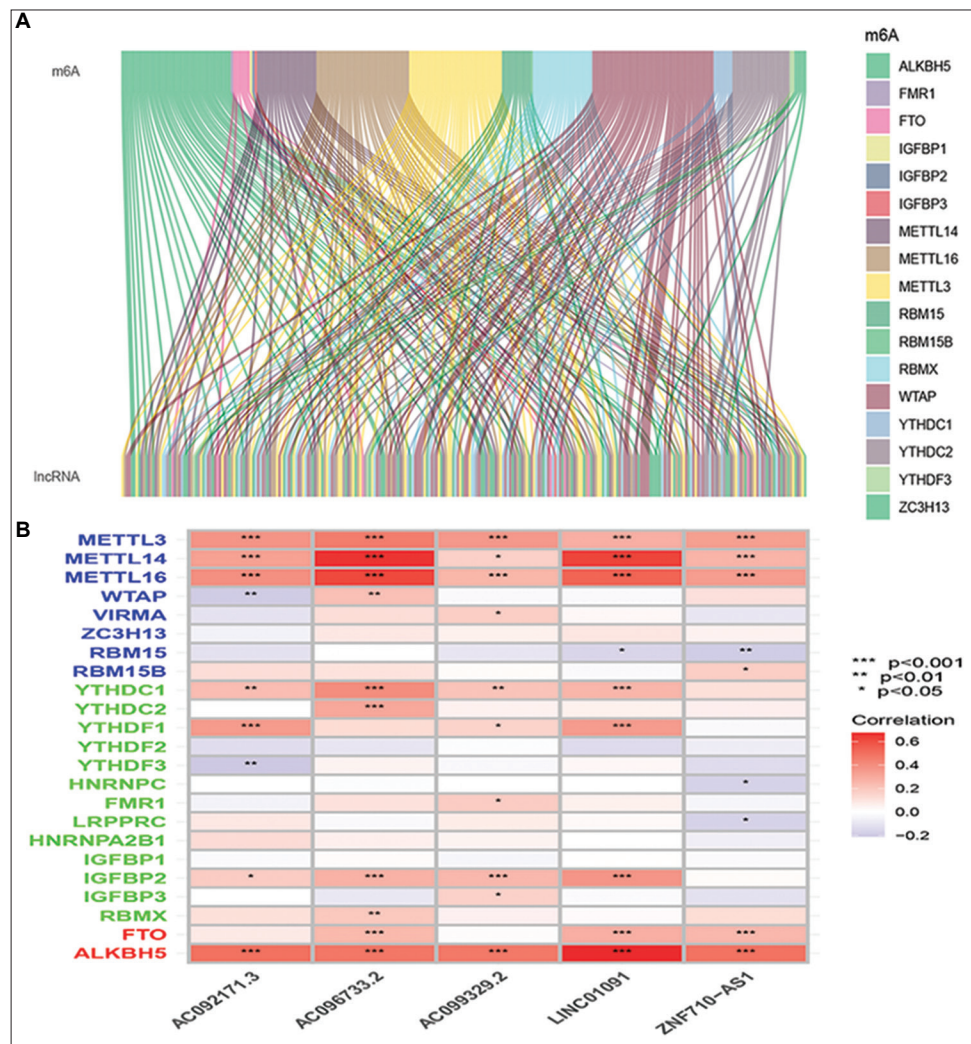 A
m6A
lncRNA
m6A
ALKBH5
FMR1
FTO
IGFBP1
IGFBP2
IGFBP3
METTL14
METTL16
METTL3
RBM15
RBM15B
RBMX
WTAP
YTHDC1
YTHDC2
YTHDF3
ZC3H13
B
METTL3 *** *** *** *** ***
METTL14 *** *** * *** ***
METTL16 *** *** *** *** ***
WTAP ** **
VIRMA *
ZC3H13
RBM15 * **
RBM15B *
YTHDC1 ** *** ** ***
YTHDC2 ***
YTHDF1 *** * ***
YTHDF2
YTHDF3 **
HNRNPC *
FMR1 *
LRPPRC *
HNRNPA2B1
IGFBP1
IGFBP2 * *** *** ***
IGFBP3 *
RBMX **
FTO *** *** ***
ALKBH5 *** *** *** *** ***
AC092171.3
AC096733.2
AC099329.2
LINC01091
ZNF710−AS1
*** p<0.001
** p<0.01
* p<0.05
Correlation
0.6
0.4
0.2
0.0
−0.2